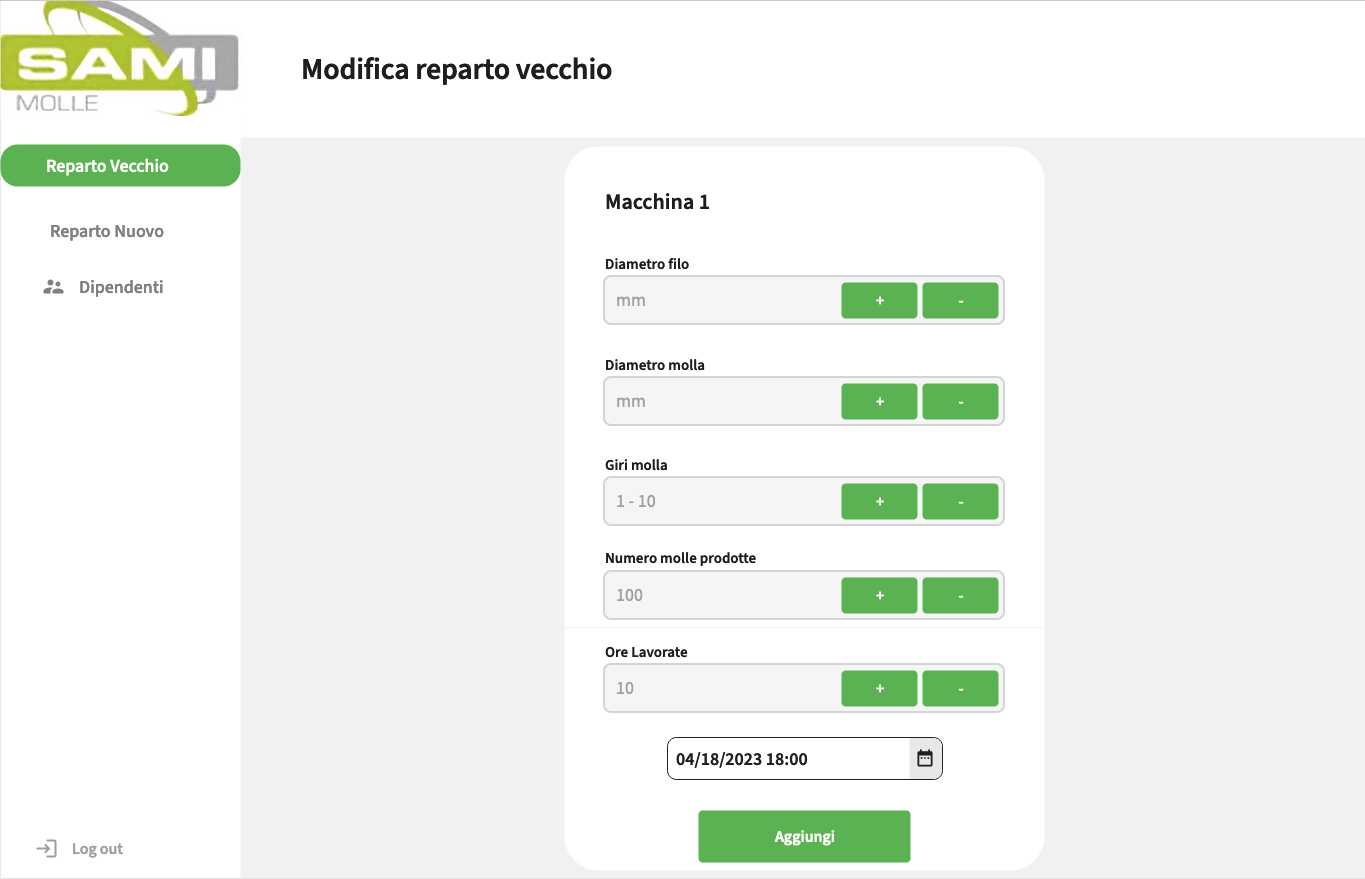 SAMI
MOLLE
Modifica reparto vecchio
Reparto Vecchio
Reparto Nuovo
Dipendenti
Log out
Macchina 1
Diametro filo
mm + -
Diametro molla
mm + -
Giri molla
1 - 10 + -
Numero molle prodotte
100 + -
Ore Lavorate
10 + -
04/18/2023 18:00
Aggiungi